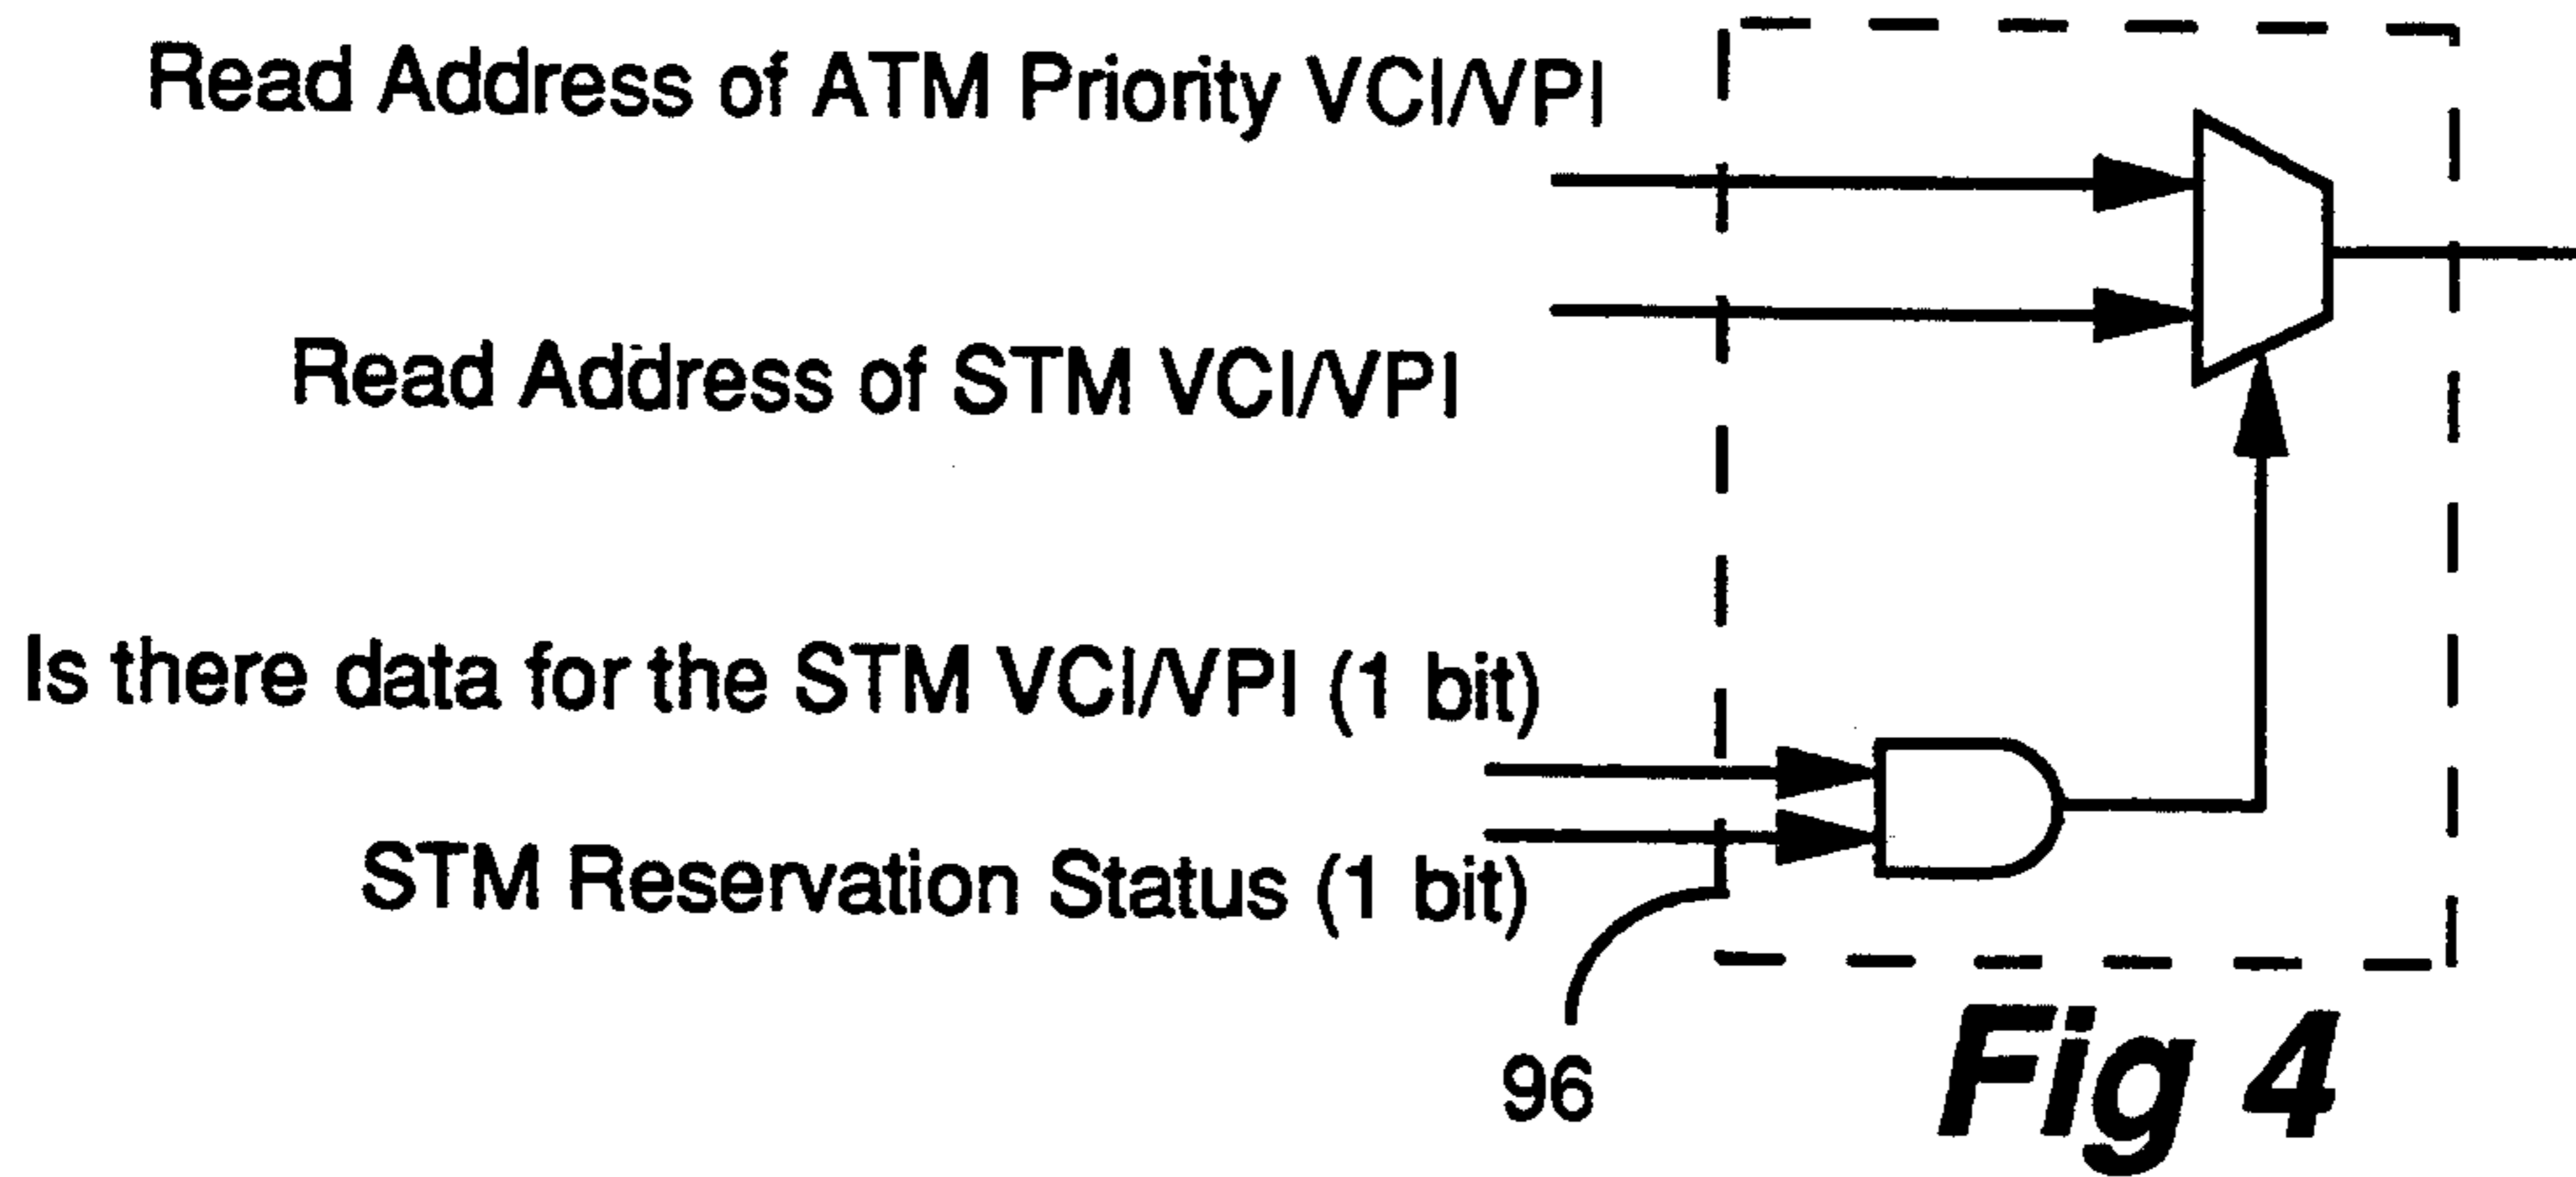 Read Address of ATM Priority VCI/VPI
Read Address of STM VCI/VPI
Is there data for the STM VCI/VPI (1 bit)
STM Reservation Status (1 bit)
96
Fig 4